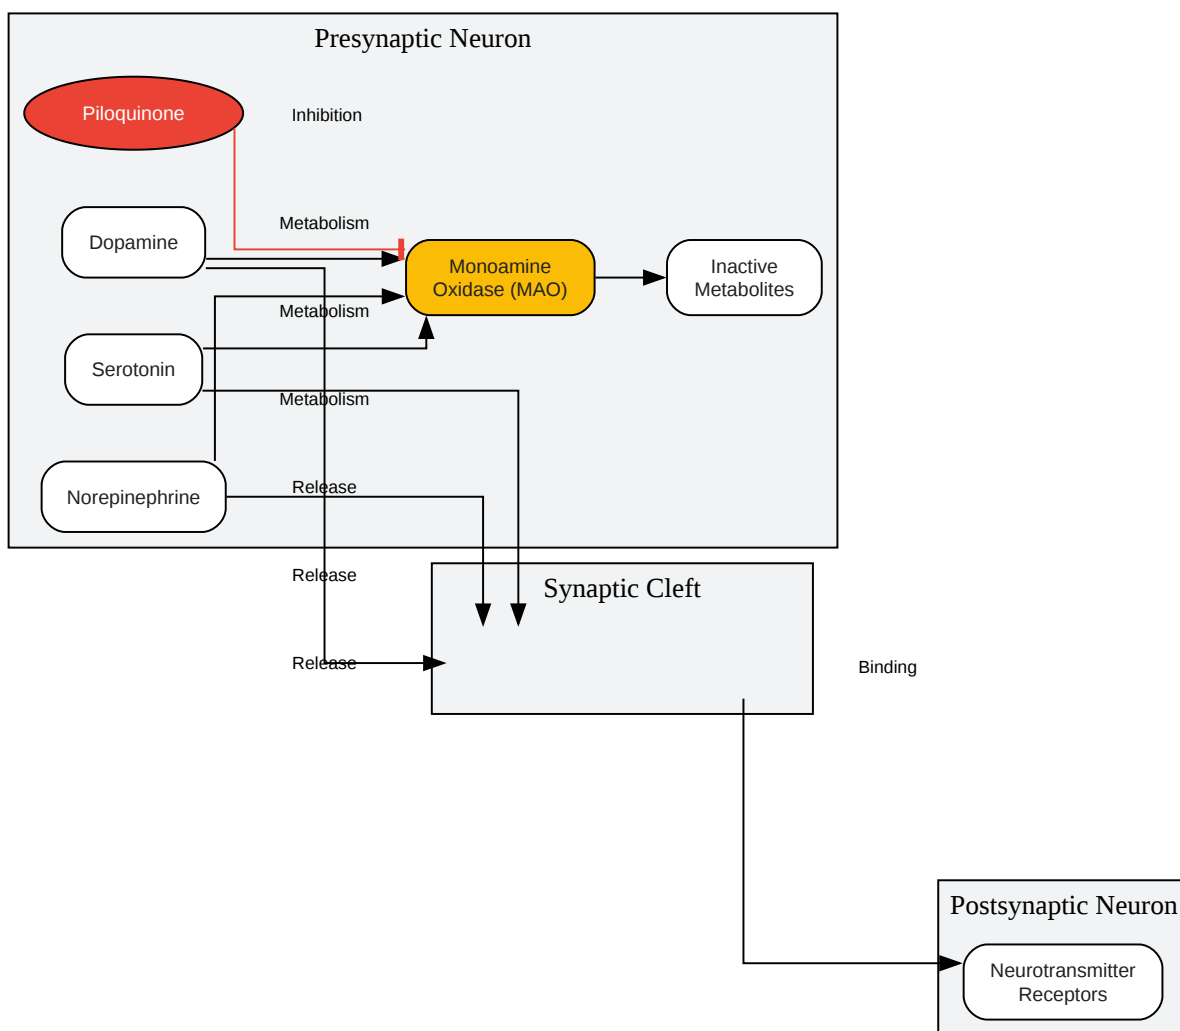 Presynaptic Neuron
Piloquinone
Inhibition
Metabolism
Dopamine
Monoamine
Oxidase (MAO)
Inactive
Metabolites
Metabolism
Serotonin
Metabolism
Release
Norepinephrine
Release
Synaptic Cleft
Release
Binding
Postsynaptic Neuron
Neurotransmitter
Receptors